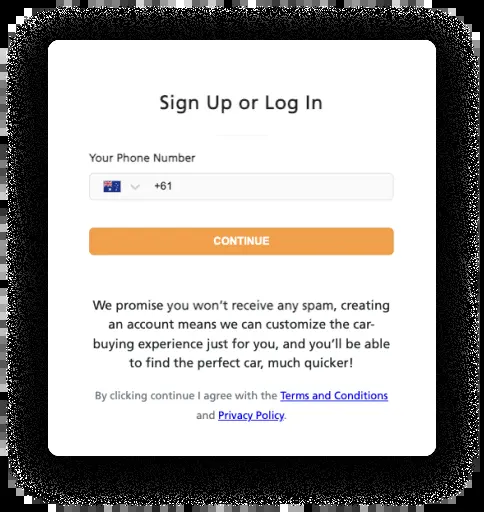 Sign Up or Log In
Your Phone Number
+61
CONTINUE
We promise you won't receive any spam, creating
an account means we can customize the car-
buying experience just for you, and you'll be able
to find the perfect car, much quicker!
By clicking continue I agree with the Terms and Conditions
and Privacy Policy.